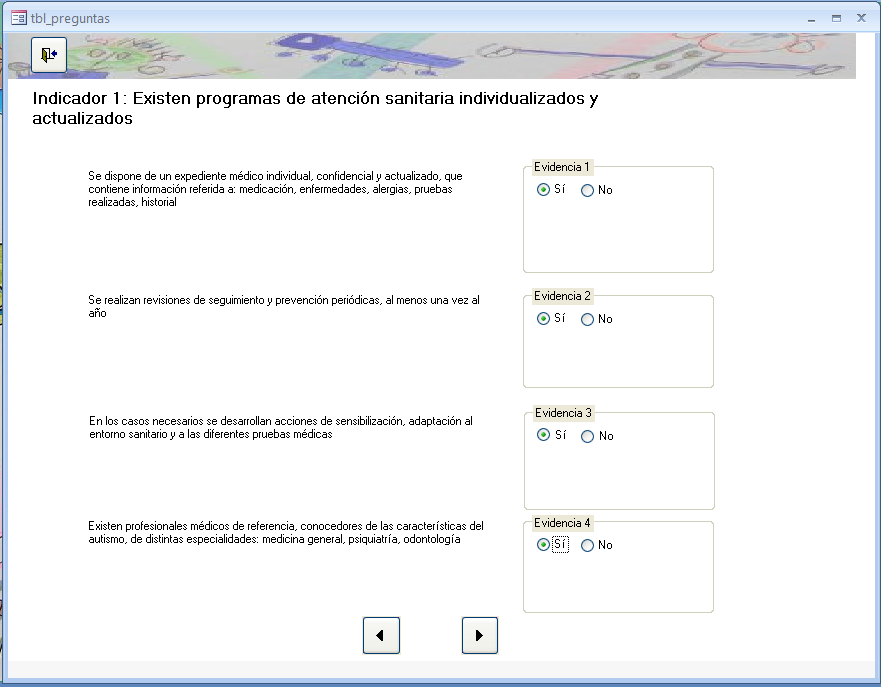 tbl_preguntas
Indicador 1: Existen programas de atención sanitaria individualizados y
actualizados
Se dispone de un expediente médico individual, confidencial y actualizado, que
contiene información referida a: medicación, enfermedades, alergias, pruebas
realizadas, historial
Evidencia 1
Sí No
Se realizan revisiones de seguimiento y prevención periódicas, al menos una vez al
año
Evidencia 2
Sí No
En los casos necesarios se desarrollan acciones de sensibilización, adaptación al
entorno sanitario y a las diferentes pruebas médicas
Evidencia 3
Sí No
Existen profesionales médicos de referencia, conocedores de las características del
autismo, de distintas especialidades: medicina general, psiquiatría, odontología
Evidencia 4
Sí No